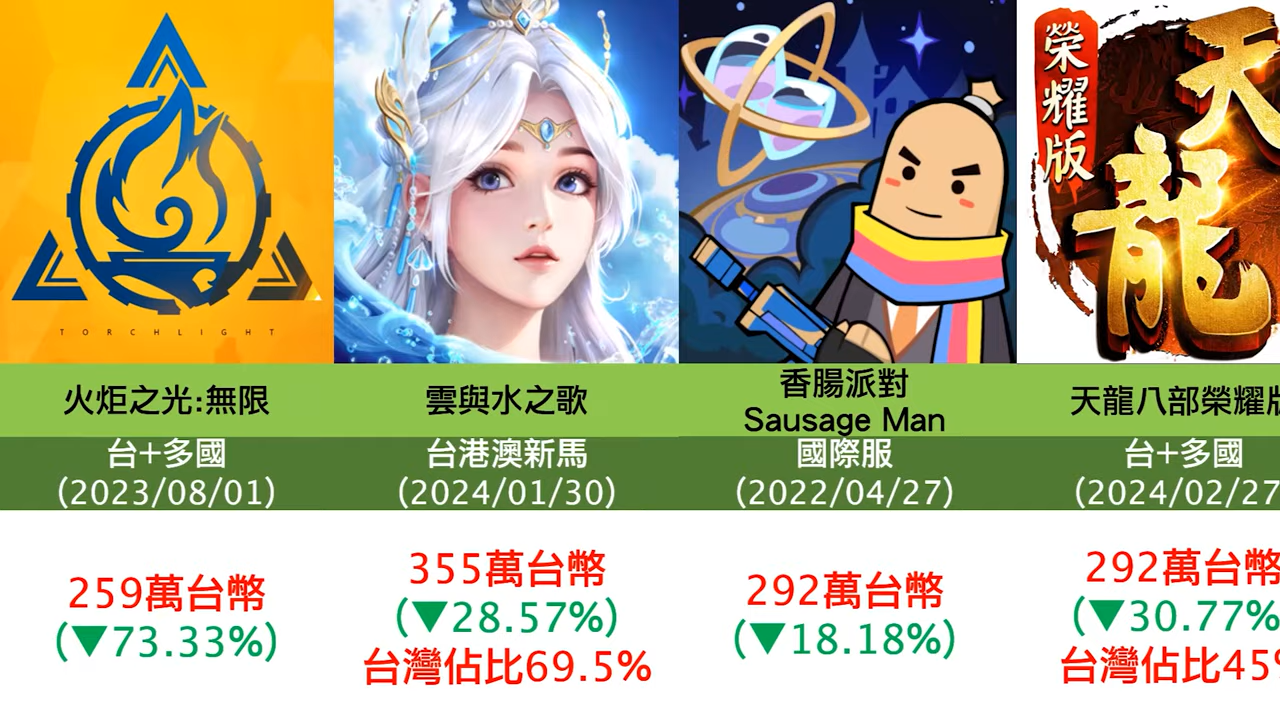 TORCHLIGHT
火炬之光:無限
台+多國
(2023/08/01)
259萬台幣
(▼73.33%)
雲與水之歌
台港澳新馬
(2024/01/30)
355萬台幣
(▼28.57%)
台灣佔比69.5%
香腸派對
Sausage Man
國際服
(2022/04/27)
292萬台幣
(▼18.18%)
榮耀版
天龍
天龍八部榮耀版
台+多國
(2024/02/27
292萬台幣
(▼30.77%
台灣佔比45%